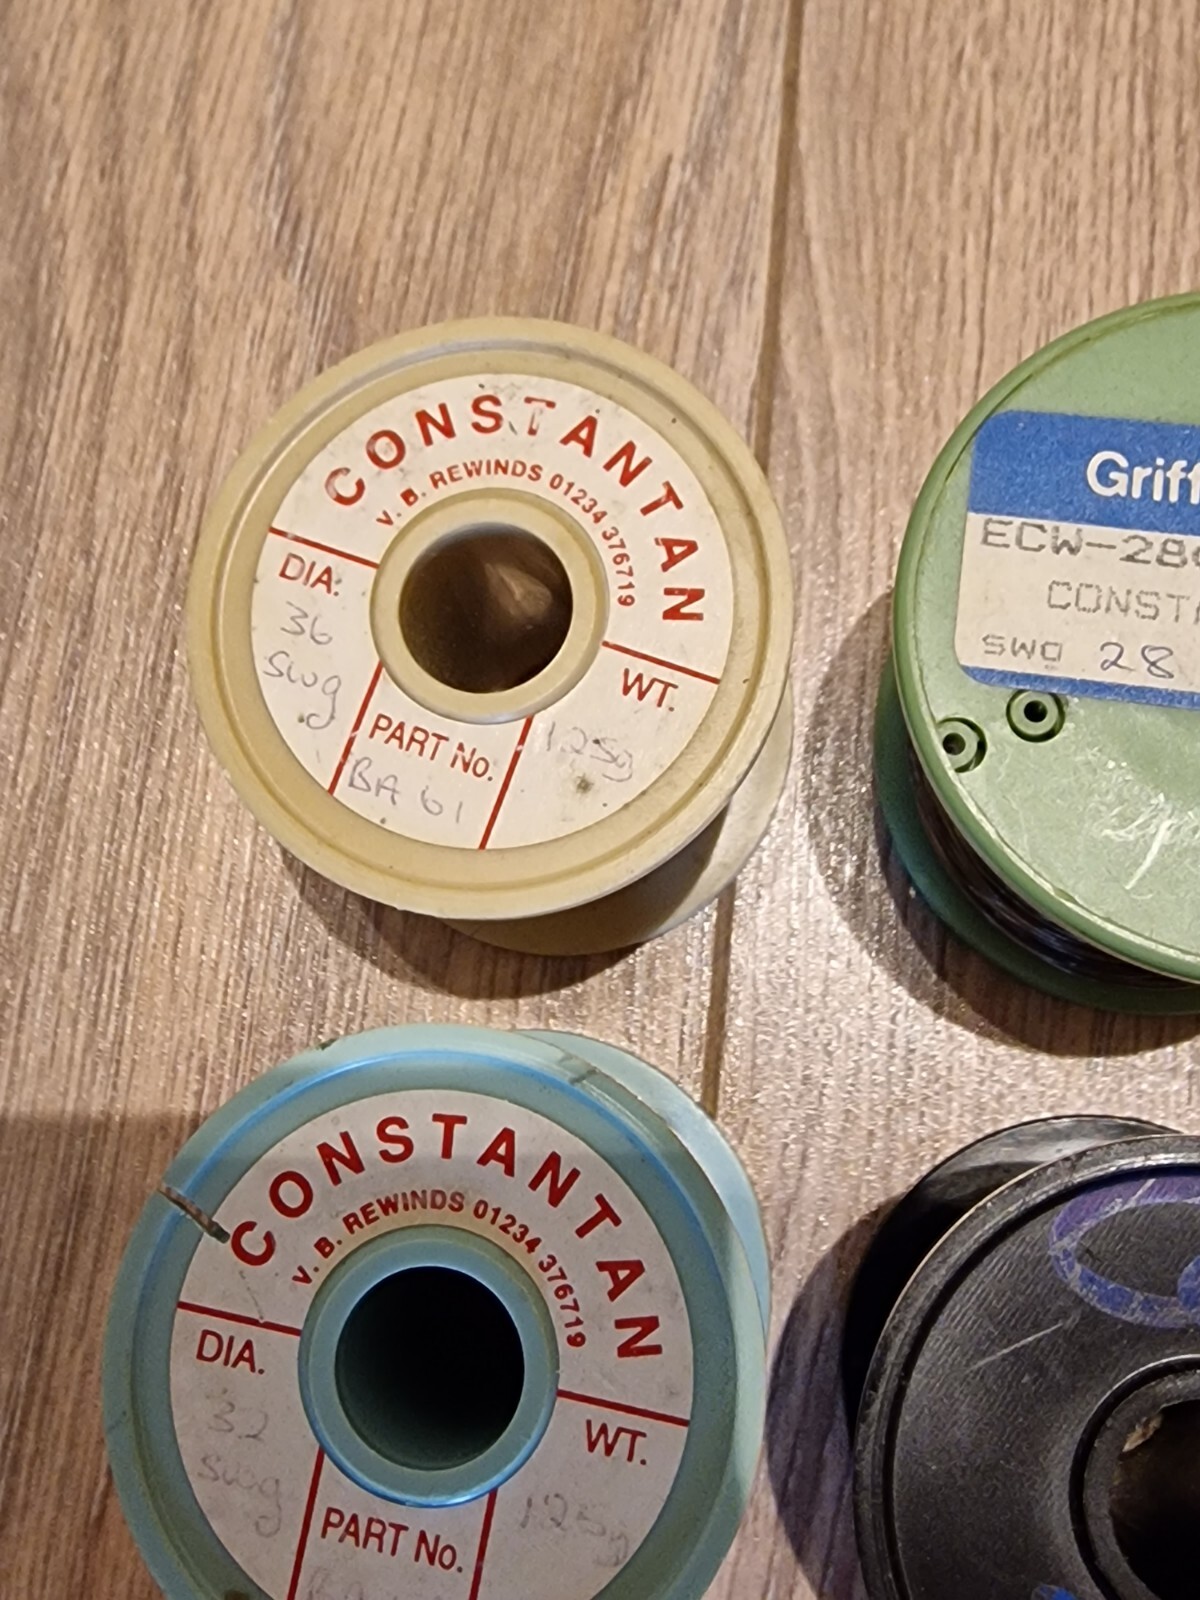 CONSTANTAN
V. B. REWINDS 01234 376719
DIA.
36
swg
PART No.
BA 61
WT.
125g
Griff
ECW-28
CONST
SWG 28
CONSTANTAN
V. B. REWINDS 01234 376719
DIA.
32
swg
PART No.
WT.
125g